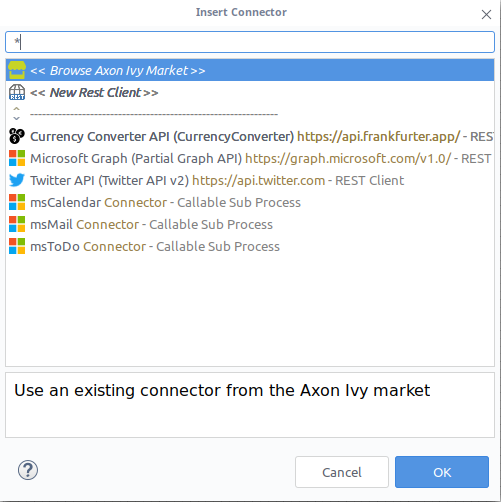 Insert Connector
*
<< Browse Axon Ivy Market >>
<< New Rest Client >>
--------------------------------------------------------------
Currency Converter API (CurrencyConverter) https://api.frankfurter.app/ - RES
Microsoft Graph (Partial Graph API) https://graph.microsoft.com/v1.0/ - REST
Twitter API (Twitter API v2) https://api.twitter.com - REST Client
msCalendar Connector - Callable Sub Process
msMail Connector - Callable Sub Process
msToDo Connector - Callable Sub Process
Use an existing connector from the Axon Ivy market
? Cancel OK